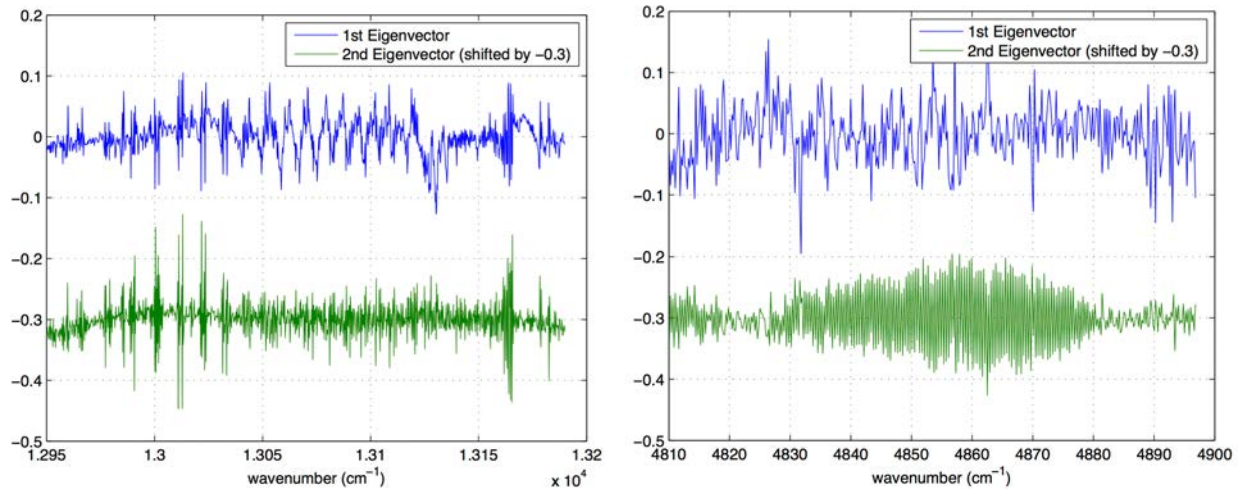 0.2
0.1
0
−0.1
−0.2
−0.3
−0.4
−0.5
1st Eigenvector
2nd Eigenvector (shifted by −0.3)
1.295 1.3 1.305 1.31 1.315 1.32
wavenumber (cm⁻¹)
x 10⁴
0.2
0.1
0
−0.1
−0.2
−0.3
−0.4
−0.5
1st Eigenvector
2nd Eigenvector (shifted by −0.3)
4810 4820 4830 4840 4850 4860 4870 4880 4890 4900
wavenumber (cm⁻¹)